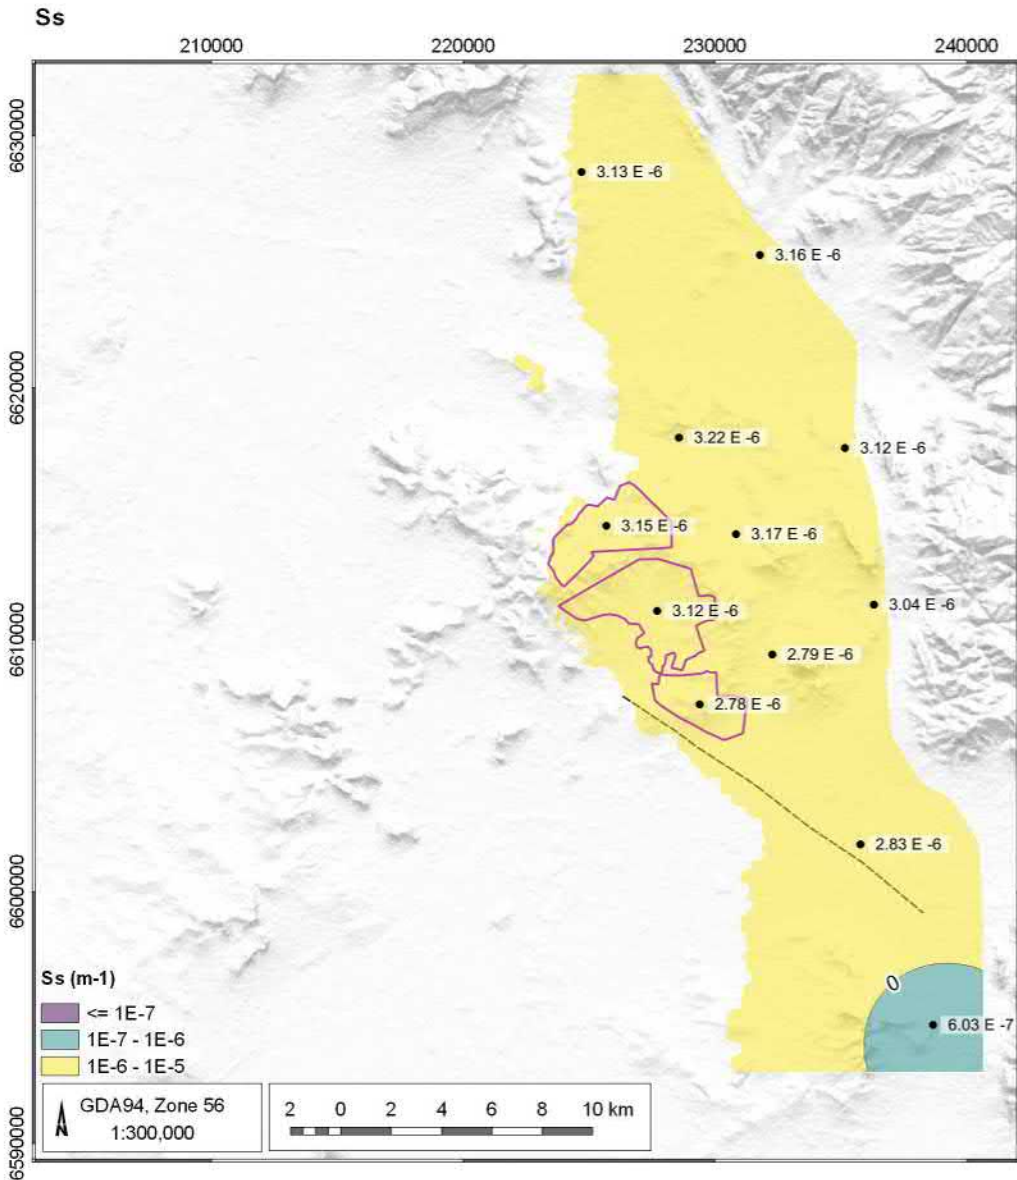 Ss
210000 220000 230000 240000
6630000
3.13 E -6
3.16 E -6
6620000
3.22 E -6
3.12 E -6
3.15 E -6
3.17 E -6
6610000
3.12 E -6
3.04 E -6
2.79 E -6
2.78 E -6
6600000
2.83 E -6
0
6.03 E -7
Ss (m-1)
<= 1E-7
1E-7 - 1E-6
1E-6 - 1E-5
N
GDA94, Zone 56
1:300,000
2 0 2 4 6 8 10 km
6590000